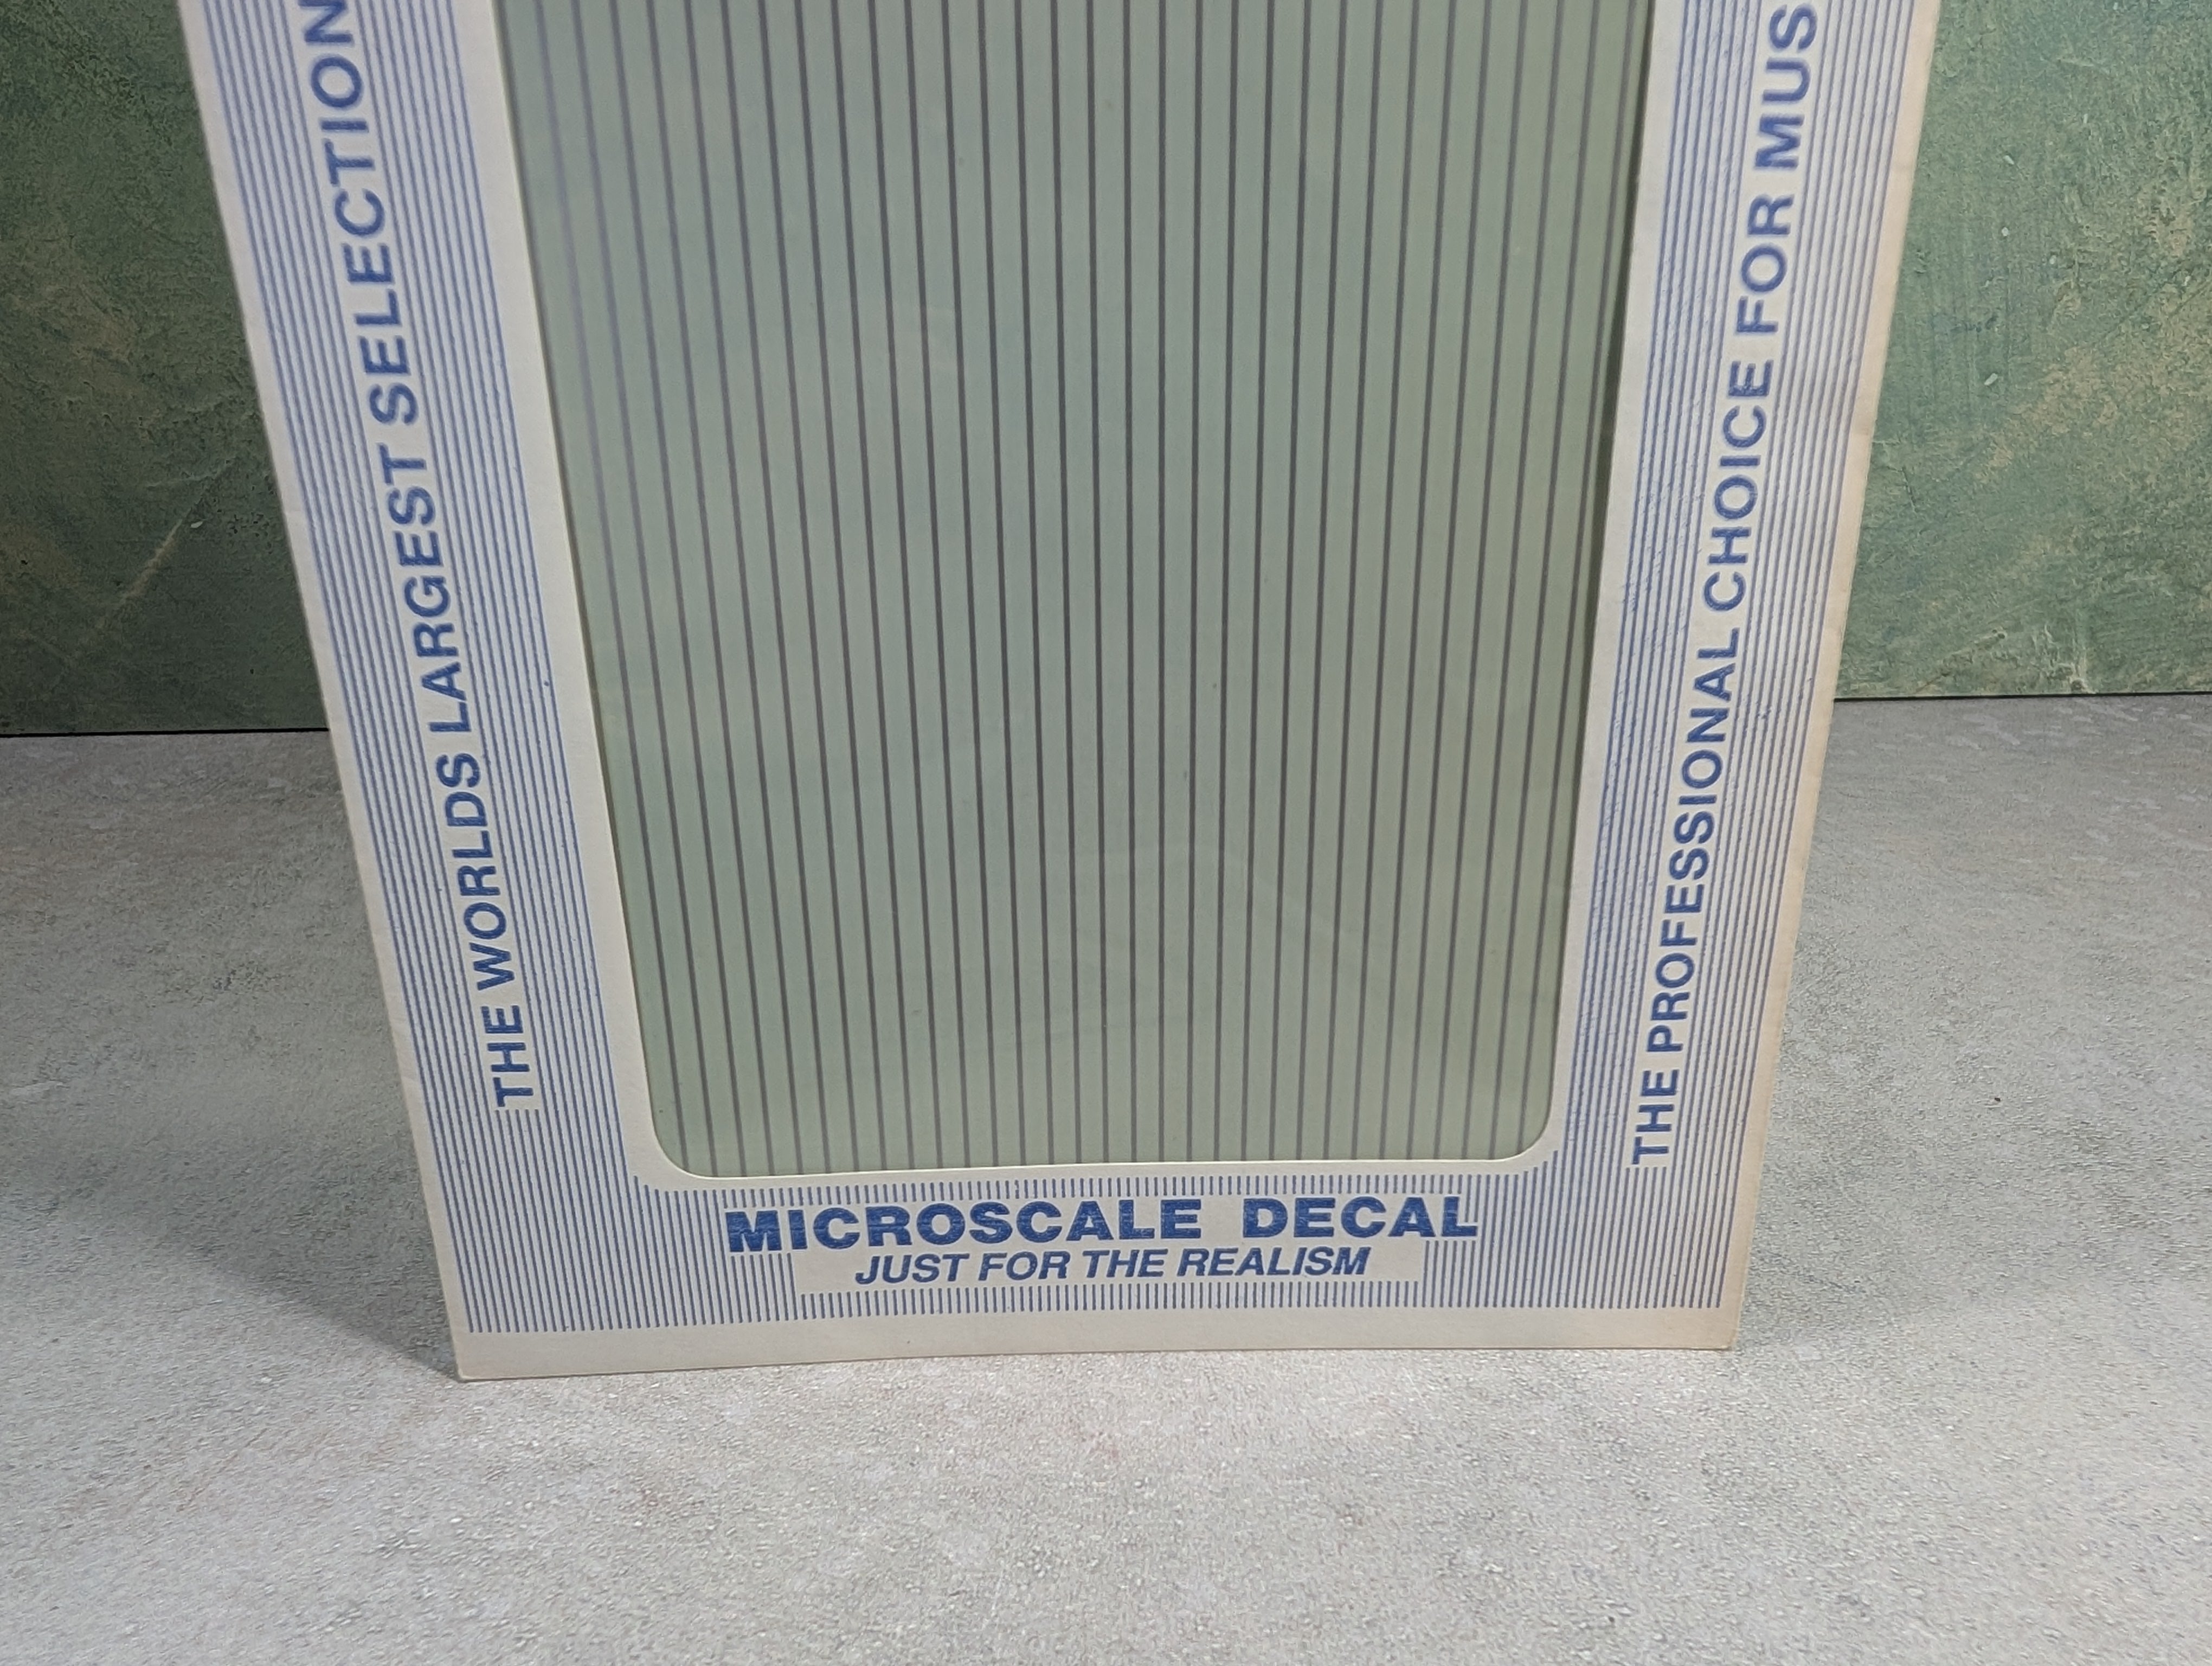 THE WORLDS LARGEST SELECTION
THE PROFESSIONAL CHOICE FOR MUS
MICROSCALE DECAL
JUST FOR THE REALISM